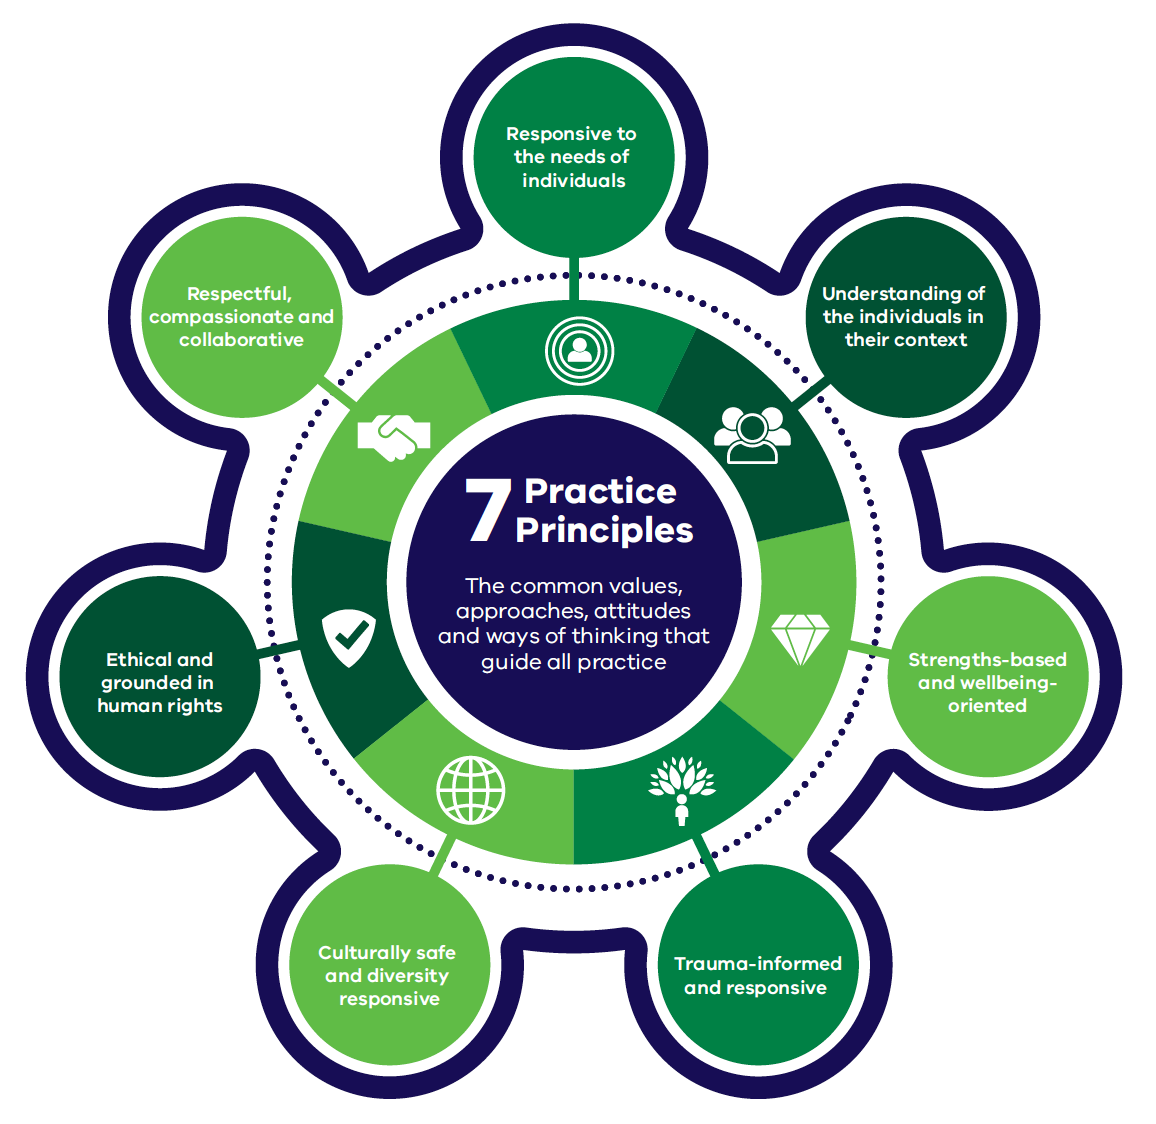 Responsive to
the needs of
individuals
Understanding of
the individuals in
their context
Strengths-based
and wellbeing-
oriented
Trauma-informed
and responsive
Culturally safe
and diversity
responsive
Ethical and
grounded in
human rights
Respectful,
compassionate and
collaborative
7 Practice
Principles
The common values,
approaches, attitudes
and ways of thinking that
guide all practice